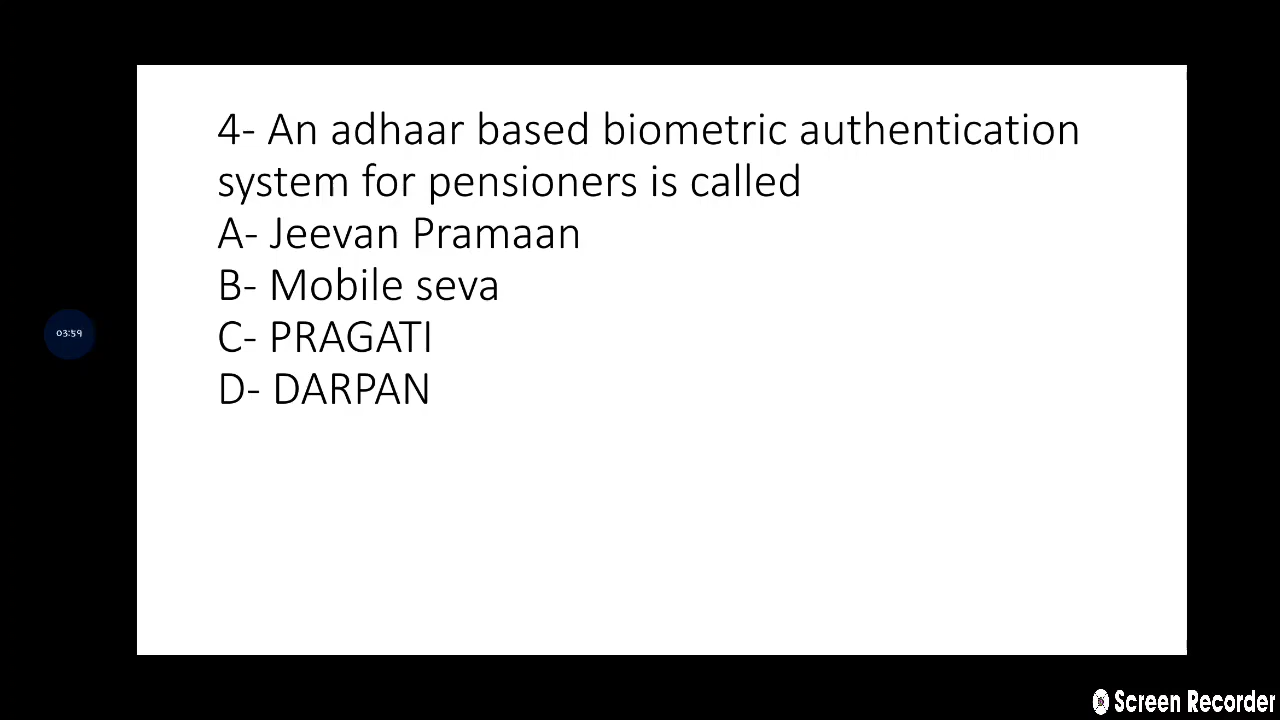 4- An adhaar based biometric authentication
system for pensioners is called
A- Jeevan Pramaan
B- Mobile seva
C- PRAGATI
D- DARPAN
03:59
Screen Recorder